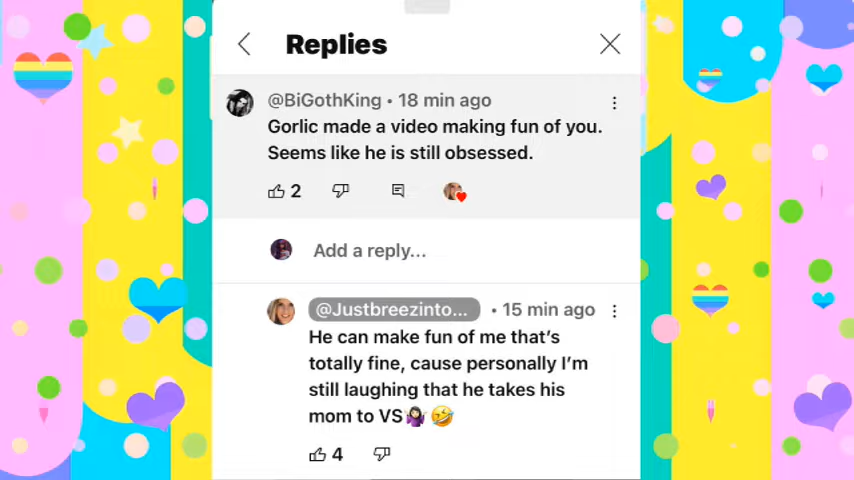 Replies
@BiGothKing • 18 min ago
Gorlic made a video making fun of you.
Seems like he is still obsessed.
2
Add a reply...
@Justbreezinto... • 15 min ago
He can make fun of me that's
totally fine, cause personally I'm
still laughing that he takes his
mom to VS🤷🏻‍♀️🤣
4